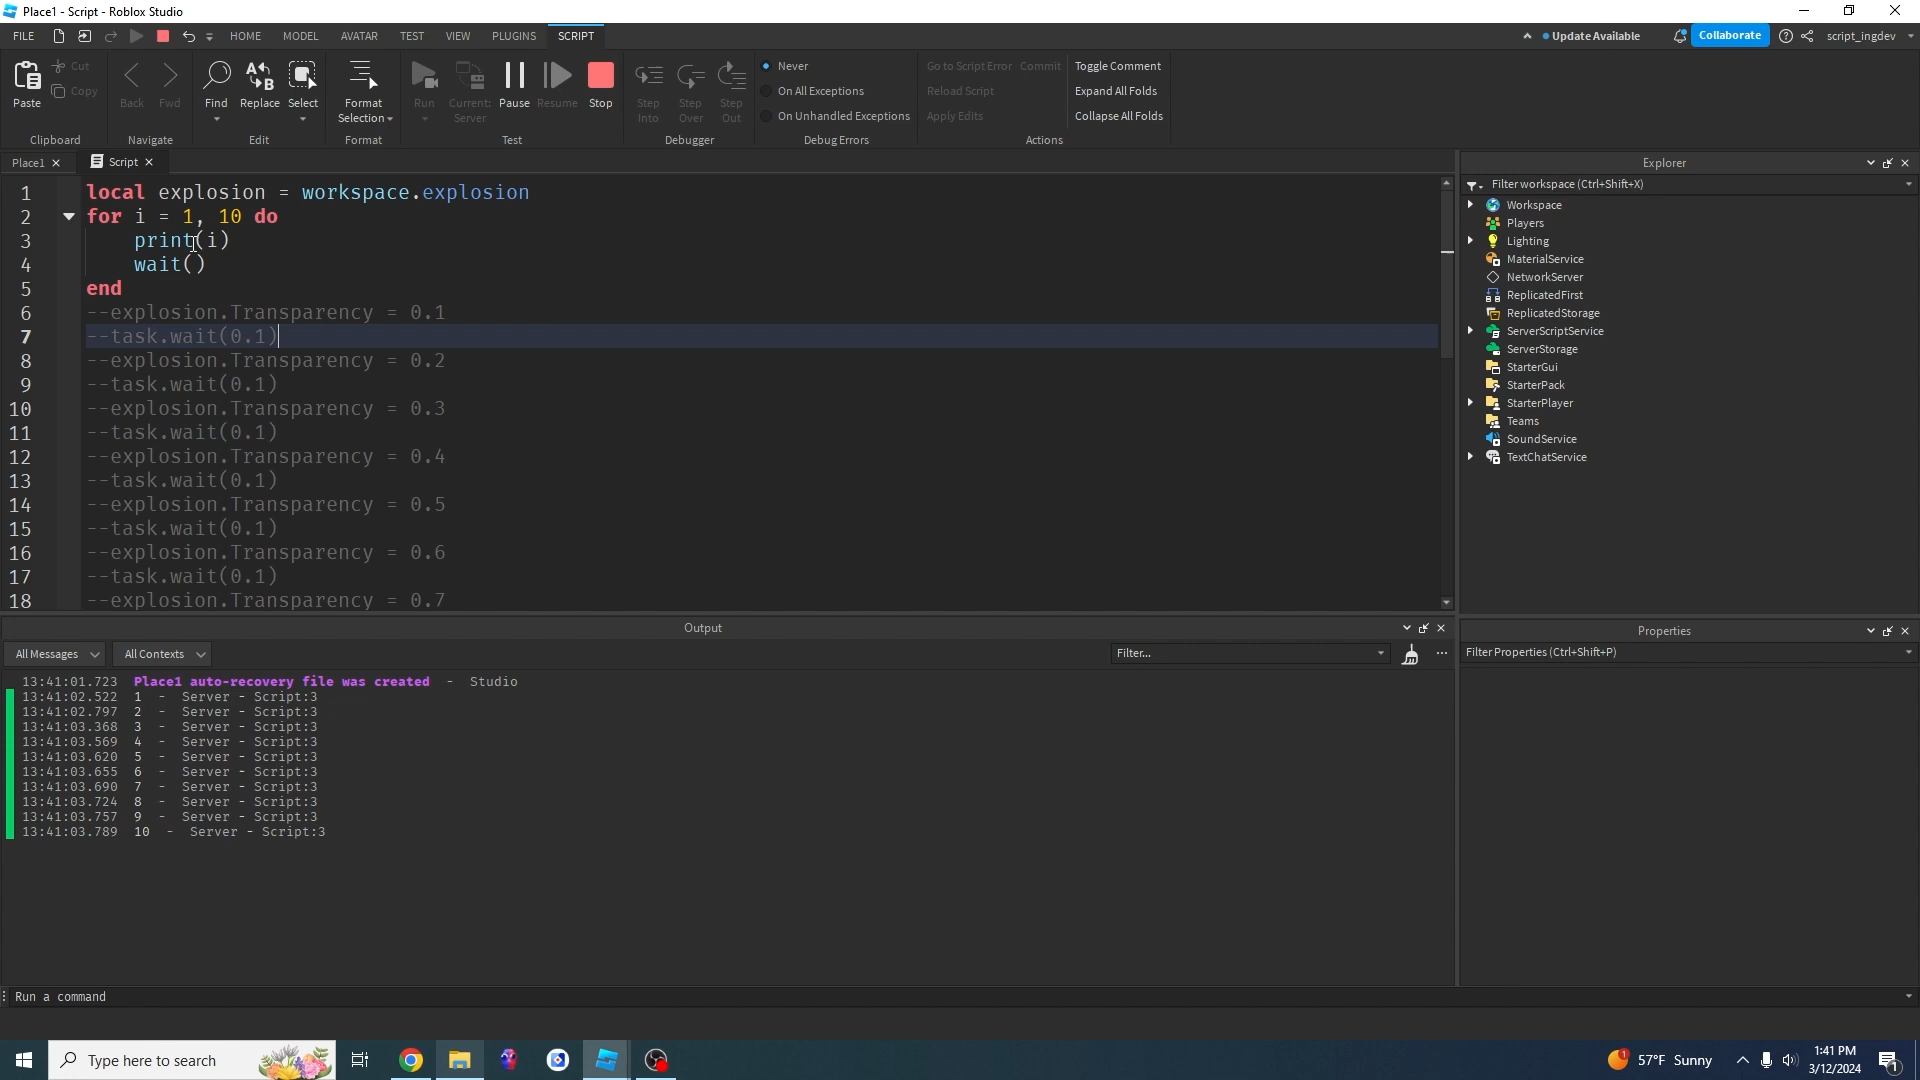 Place1 - Script - Roblox Studio
FILE
HOME
MODEL
AVATAR
TEST
VIEW
PLUGINS
SCRIPT
Update Available
Collaborate
script_ingdev
Paste
Cut
Copy
Clipboard
Back
Fwd
Navigate
Find
Replace
Select
Edit
Format
Selection
Format
Run
Current:
Server
Pause
Resume
Stop
Test
Step
Into
Step
Over
Step
Out
Debugger
Never
On All Exceptions
On Unhandled Exceptions
Debug Errors
Go to Script Error
Commit
Reload Script
Apply Edits
Toggle Comment
Expand All Folds
Collapse All Folds
Actions
Place1
Script
1 local explosion = workspace.explosion
2 for i = 1, 10 do
3 print(i)
4 wait()
5 end
6 --explosion.Transparency = 0.1
7 --task.wait(0.1)
8 --explosion.Transparency = 0.2
9 --task.wait(0.1)
10 --explosion.Transparency = 0.3
11 --task.wait(0.1)
12 --explosion.Transparency = 0.4
13 --task.wait(0.1)
14 --explosion.Transparency = 0.5
15 --task.wait(0.1)
16 --explosion.Transparency = 0.6
17 --task.wait(0.1)
18 --explosion.Transparency = 0.7
Explorer
Filter workspace (Ctrl+Shift+X)
Workspace
Players
Lighting
MaterialService
NetworkServer
ReplicatedFirst
ReplicatedStorage
ServerScriptService
ServerStorage
StarterGui
StarterPack
StarterPlayer
Teams
SoundService
TextChatService
Output
All Messages
All Contexts
Filter...
13:41:01.723 Place1 auto-recovery file was created - Studio
13:41:02.522 1 - Server - Script:3
13:41:02.797 2 - Server - Script:3
13:41:03.368 3 - Server - Script:3
13:41:03.569 4 - Server - Script:3
13:41:03.620 5 - Server - Script:3
13:41:03.655 6 - Server - Script:3
13:41:03.690 7 - Server - Script:3
13:41:03.724 8 - Server - Script:3
13:41:03.757 9 - Server - Script:3
13:41:03.789 10 - Server - Script:3
Properties
Filter Properties (Ctrl+Shift+P)
Run a command
Type here to search
1
57°F Sunny
1:41 PM
3/12/2024
1